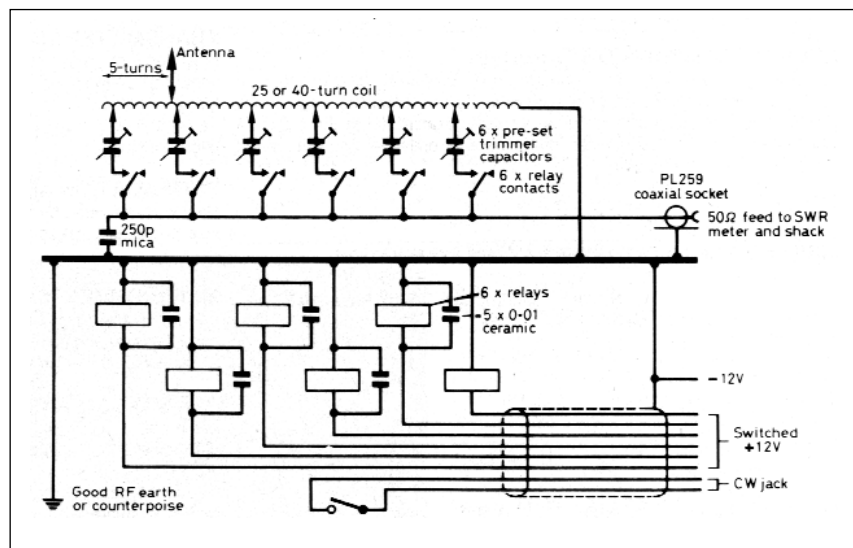 Antenna
5-turns
25 or 40-turn coil
6 x pre-set
trimmer
capacitors
6 x relay
contacts
PL259
coaxial socket
50Ω feed to SWR
meter and shack
250p
mica
6 x relays
5 x 0·01
ceramic
−12V
Switched
+12V
CW jack
Good RF earth
or counterpoise